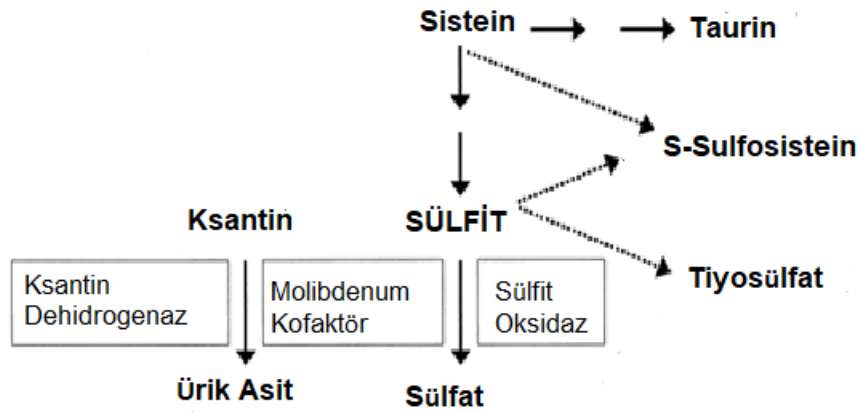 Sistein
Taurin
S-Sulfosistein
Ksantin
SÜLFİT
Tiyosülfat
Ksantin
Dehidrogenaz
Molibdenum
Kofaktör
Sülfit
Oksidaz
Ürik Asit
Sülfat